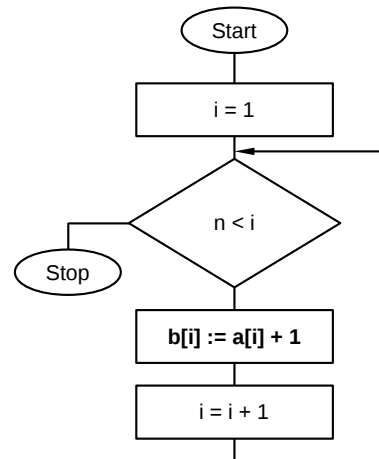 Start
i = 1
n < i
Stop
b[i] := a[i] + 1
i = i + 1